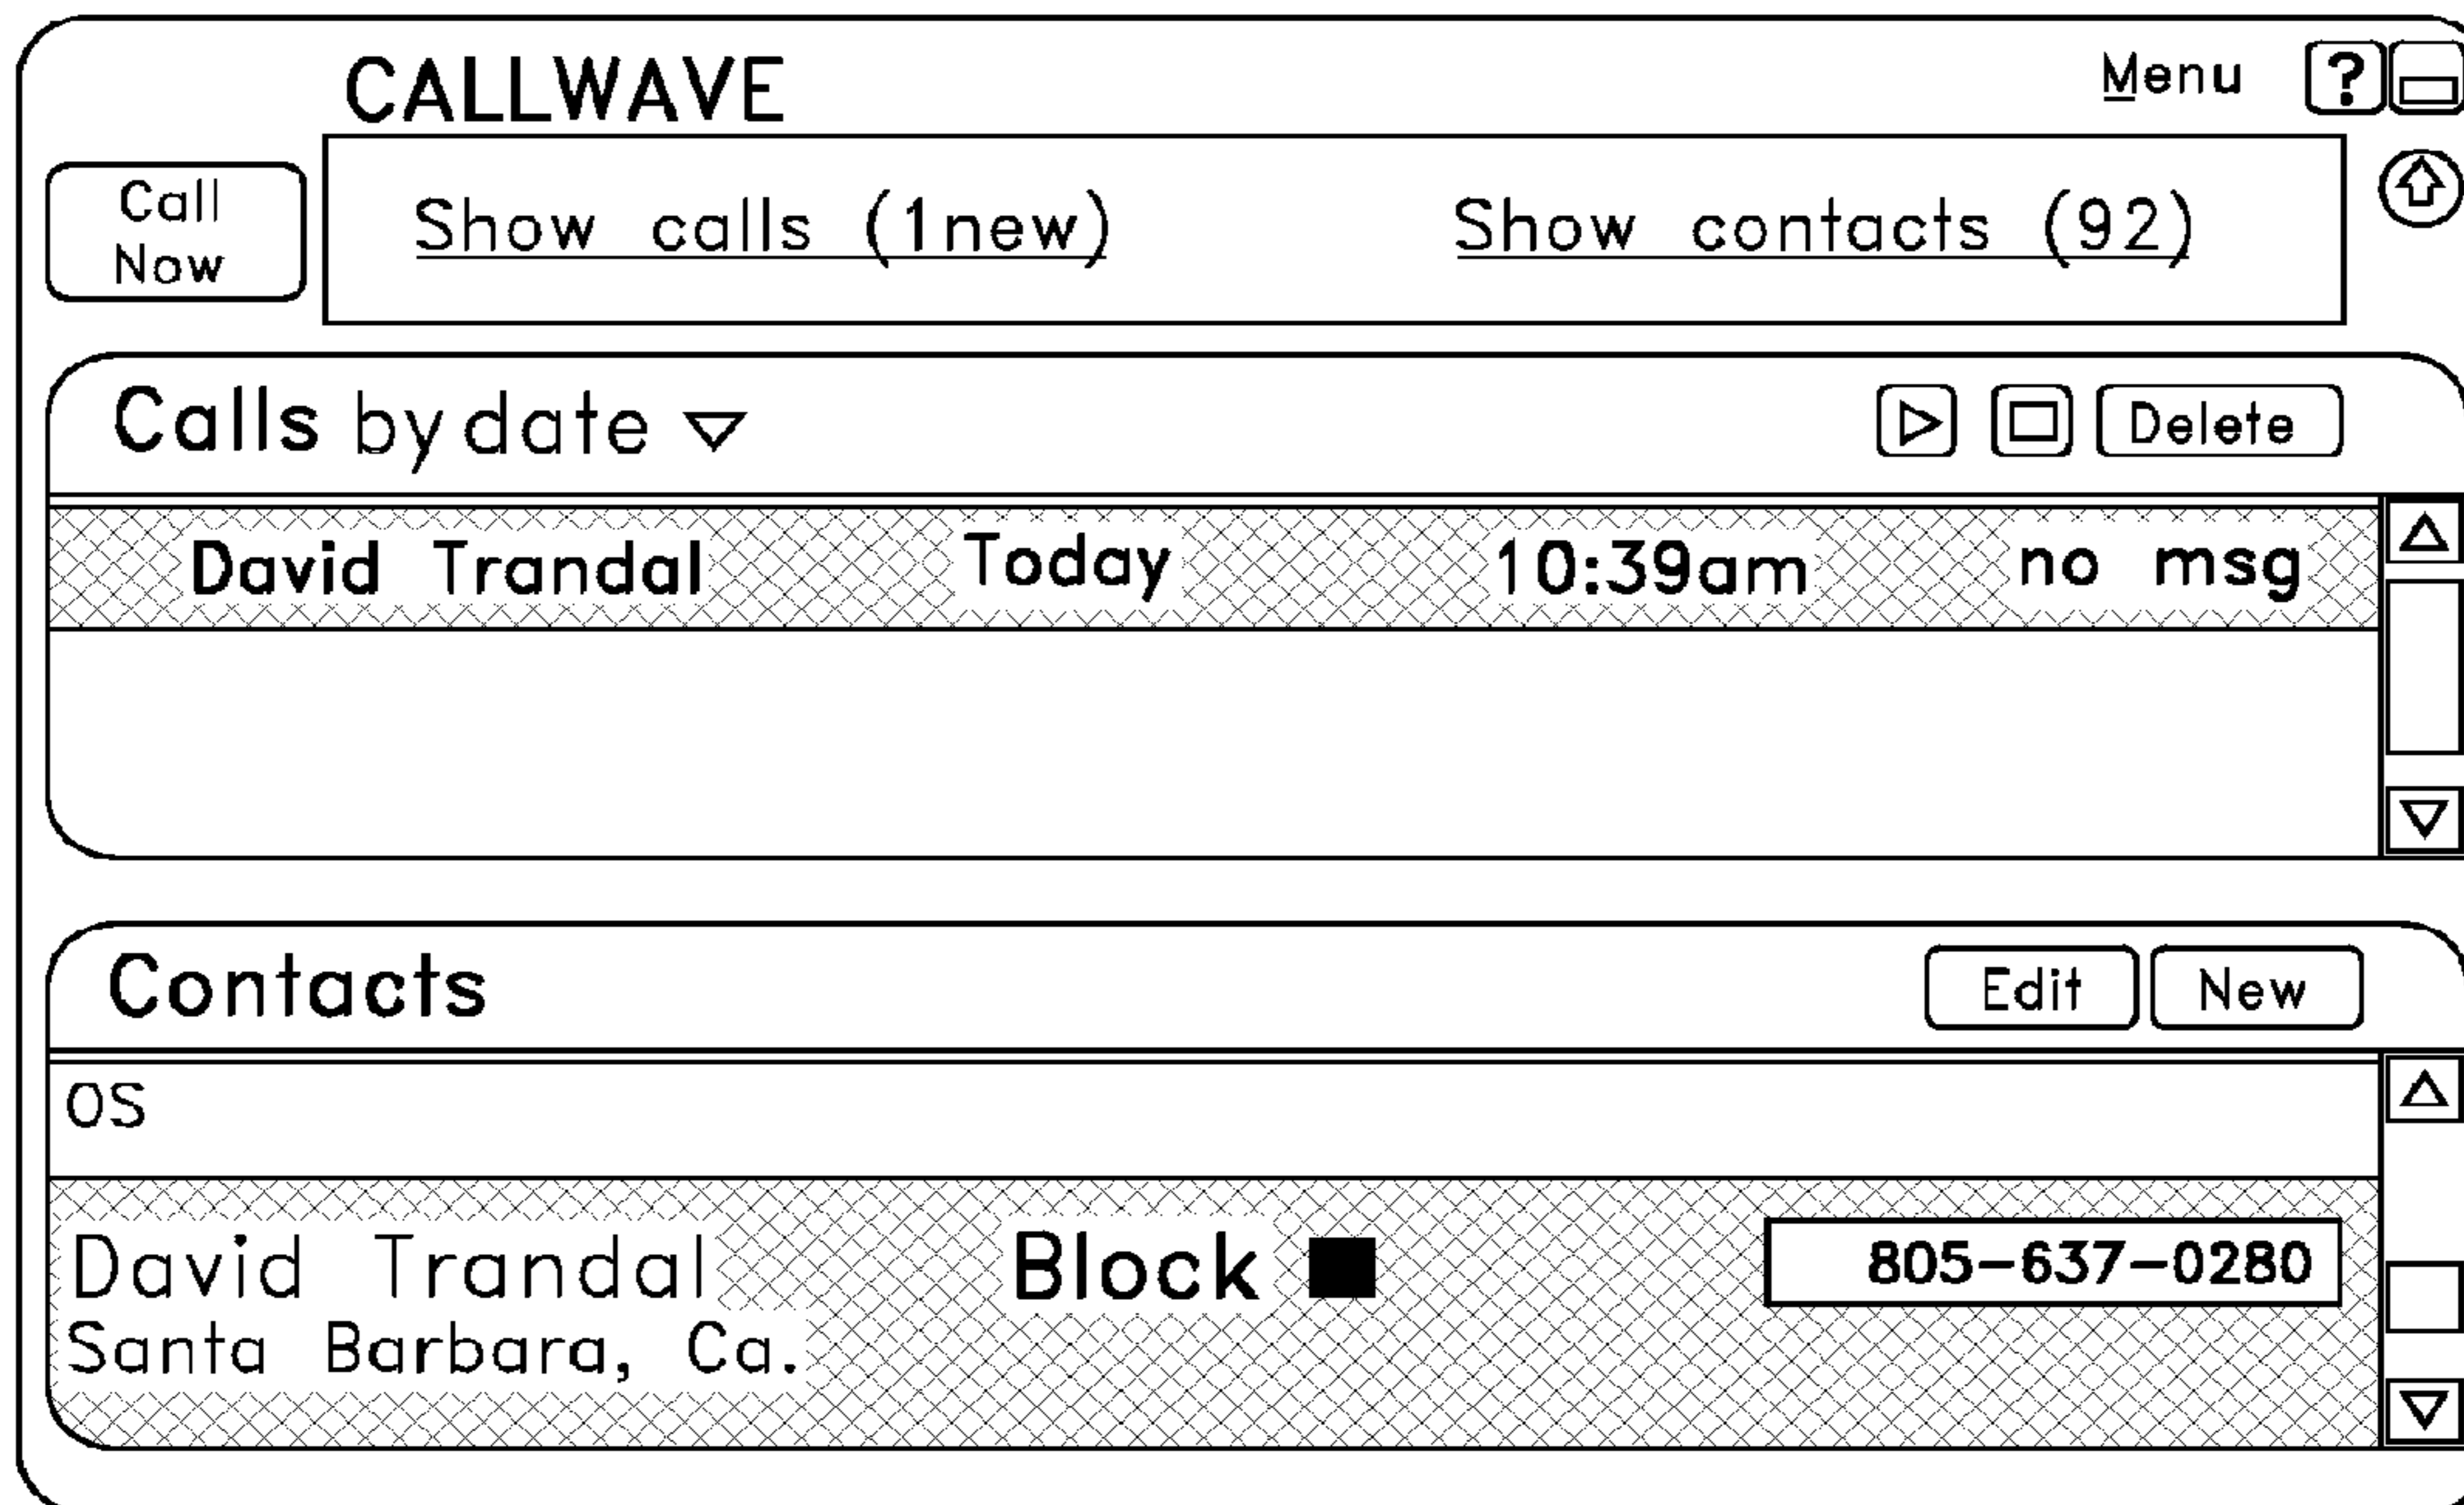 CALLWAVE Menu ?
Call
Now
Show calls (1new) Show contacts (92)
Calls by date Delete
David Trandal Today 10:39am no msg
Contacts Edit New
OS
David Trandal Block 805-637-0280
Santa Barbara, Ca.